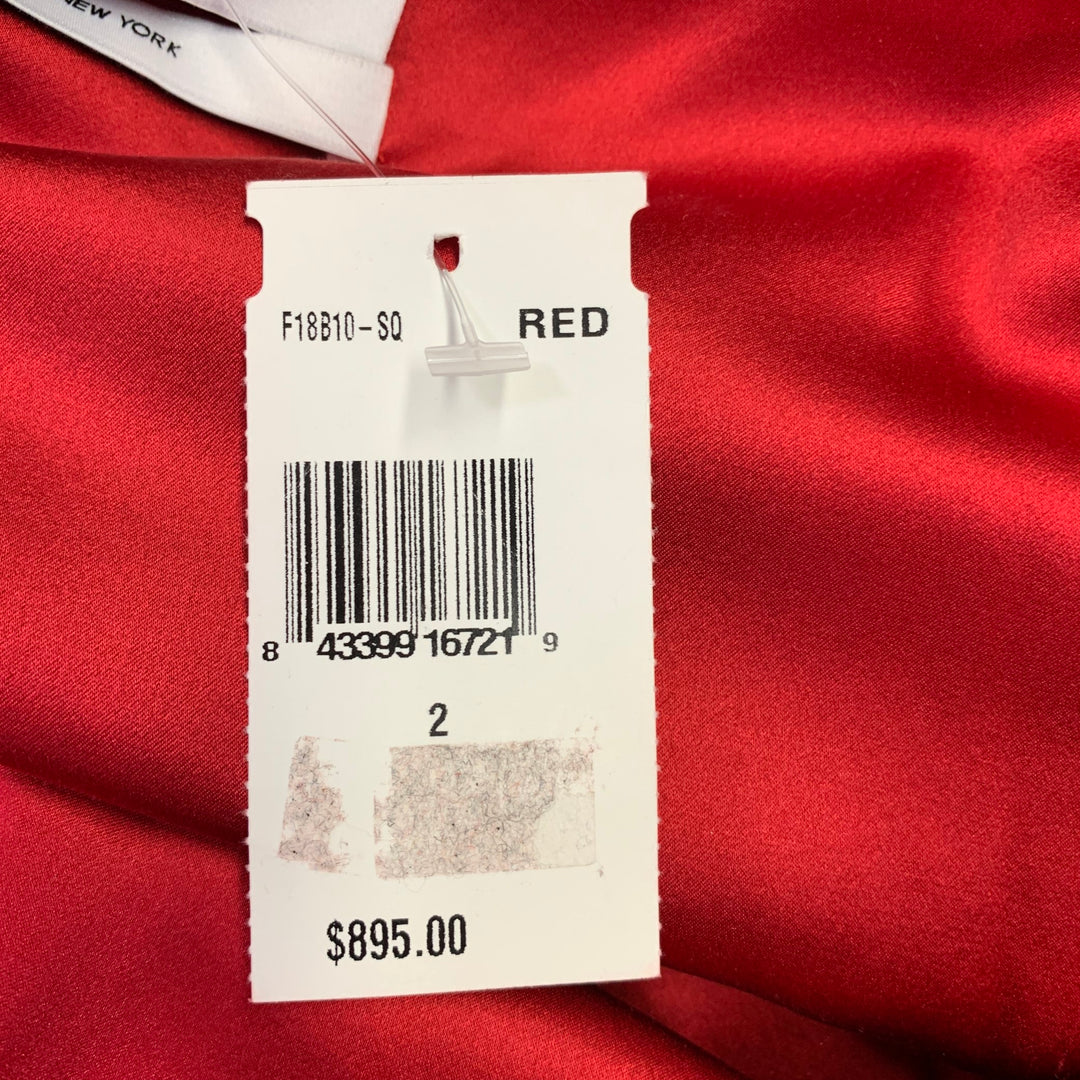 NEW YORK
F18B10-SQ RED
8 43399 16721 9
2
$895.00